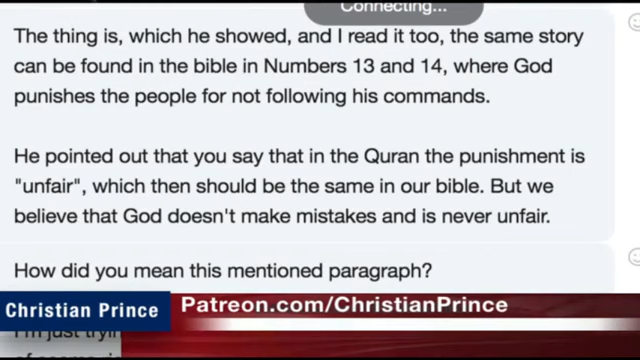 Connecting...
The thing is, which he showed, and I read it too, the same story
can be found in the bible in Numbers 13 and 14, where God
punishes the people for not following his commands.
He pointed out that you say that in the Quran the punishment is
"unfair", which then should be the same in our bible. But we
believe that God doesn't make mistakes and is never unfair.
How did you mean this mentioned paragraph?
Christian Prince
Patreon.com/ChristianPrince
I'm just